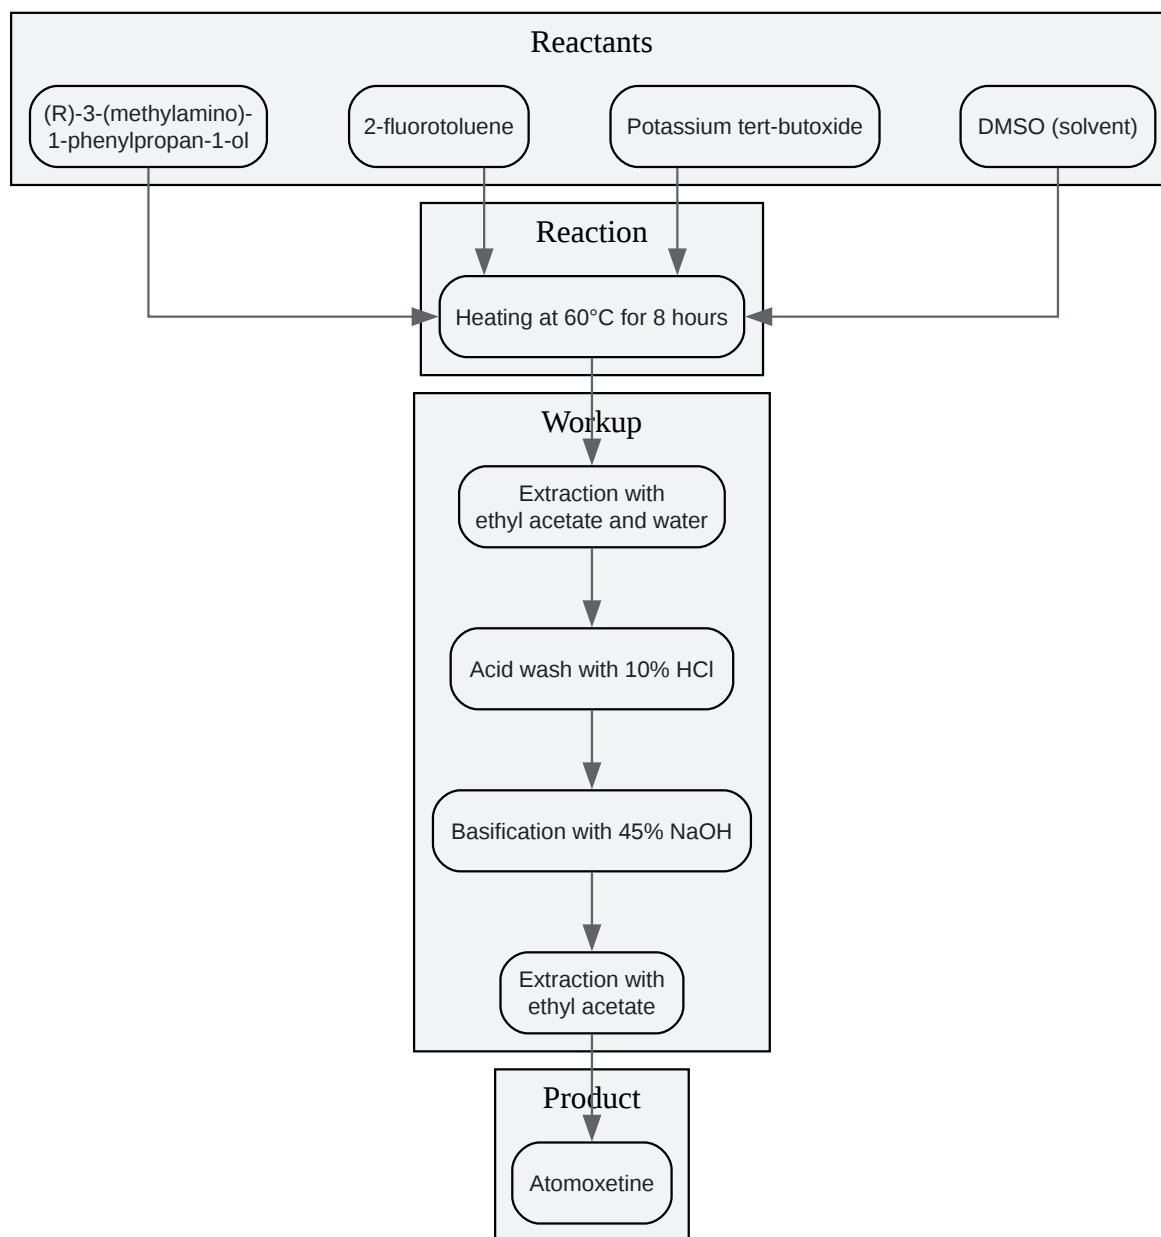 Reactants
(R)-3-(methylamino)-
1-phenylpropan-1-ol
2-fluorotoluene
Potassium tert-butoxide
DMSO (solvent)
Reaction
Heating at 60°C for 8 hours
Workup
Extraction with
ethyl acetate and water
Acid wash with 10% HCl
Basification with 45% NaOH
Extraction with
ethyl acetate
Product
Atomoxetine